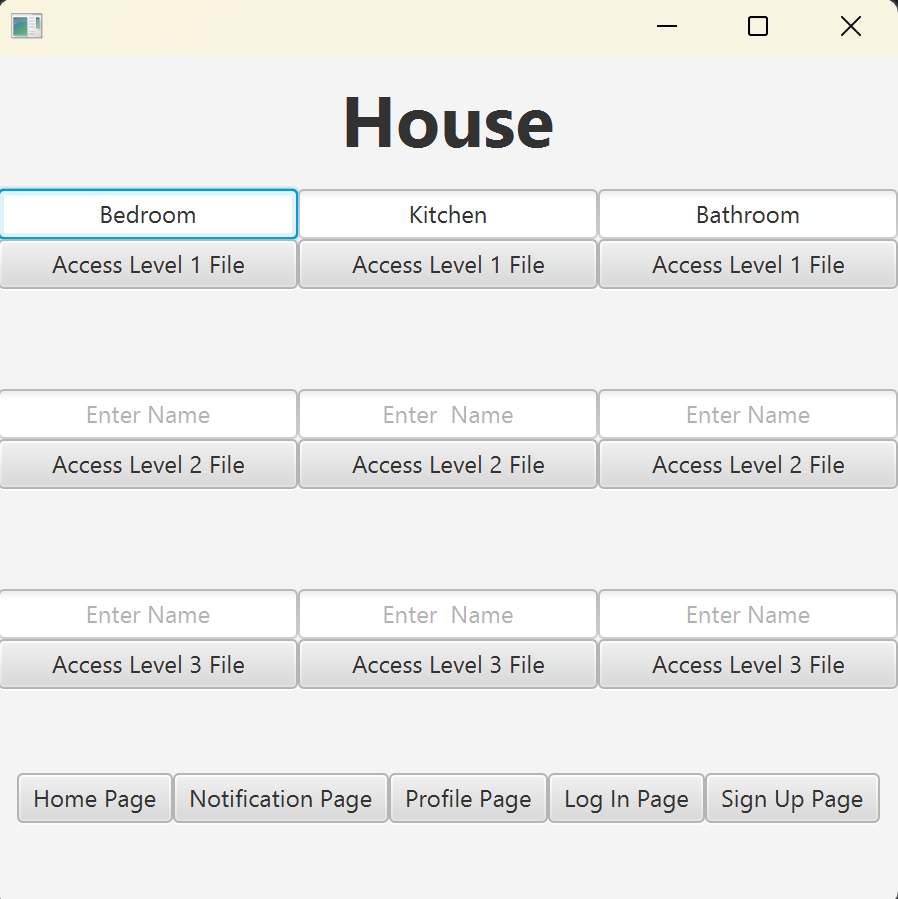 House
Bedroom Kitchen Bathroom
Access Level 1 File Access Level 1 File Access Level 1 File
Enter Name Enter  Name Enter Name
Access Level 2 File Access Level 2 File Access Level 2 File
Enter Name Enter  Name Enter Name
Access Level 3 File Access Level 3 File Access Level 3 File
Home Page Notification Page Profile Page Log In Page Sign Up Page